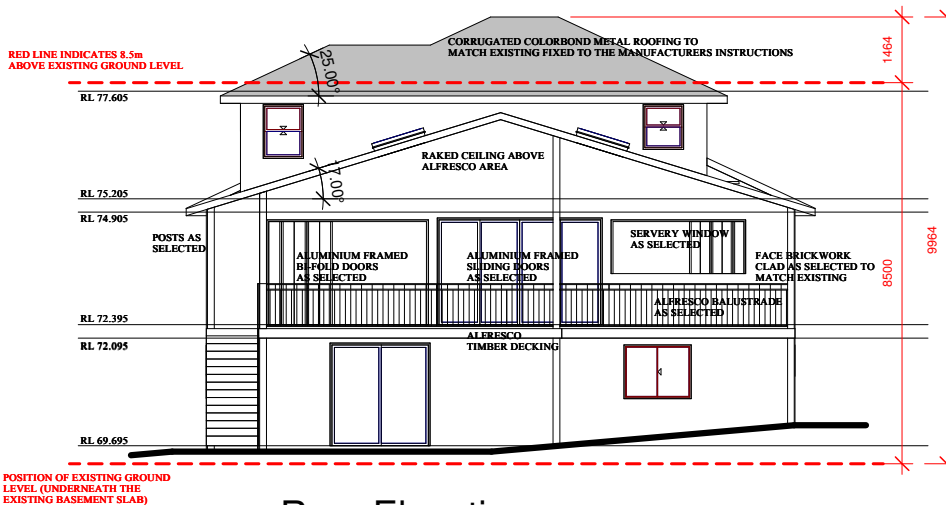 RED LINE INDICATES 8.5m
ABOVE EXISTING GROUND LEVEL
CORRUGATED COLORBOND METAL ROOFING TO
MATCH EXISTING FIXED TO THE MANUFACTURERS INSTRUCTIONS
25.00°
1464
RL 77.605
RAKED CEILING ABOVE
ALFRESCO AREA
17.00°
RL 75.205
RL 74.905
POSTS AS
SELECTED
ALUMINIUM FRAMED
BI-FOLD DOORS
AS SELECTED
ALUMINIUM FRAMED
SLIDING DOORS
AS SELECTED
SERVERY WINDOW
AS SELECTED
FACE BRICKWORK
CLAD AS SELECTED TO
MATCH EXISTING
8500
9964
ALFRESCO BALUSTRADE
AS SELECTED
RL 72.395
RL 72.095
ALFRESCO
TIMBER DECKING
RL 69.695
POSITION OF EXISTING GROUND
LEVEL (UNDERNEATH THE
EXISTING BASEMENT SLAB)